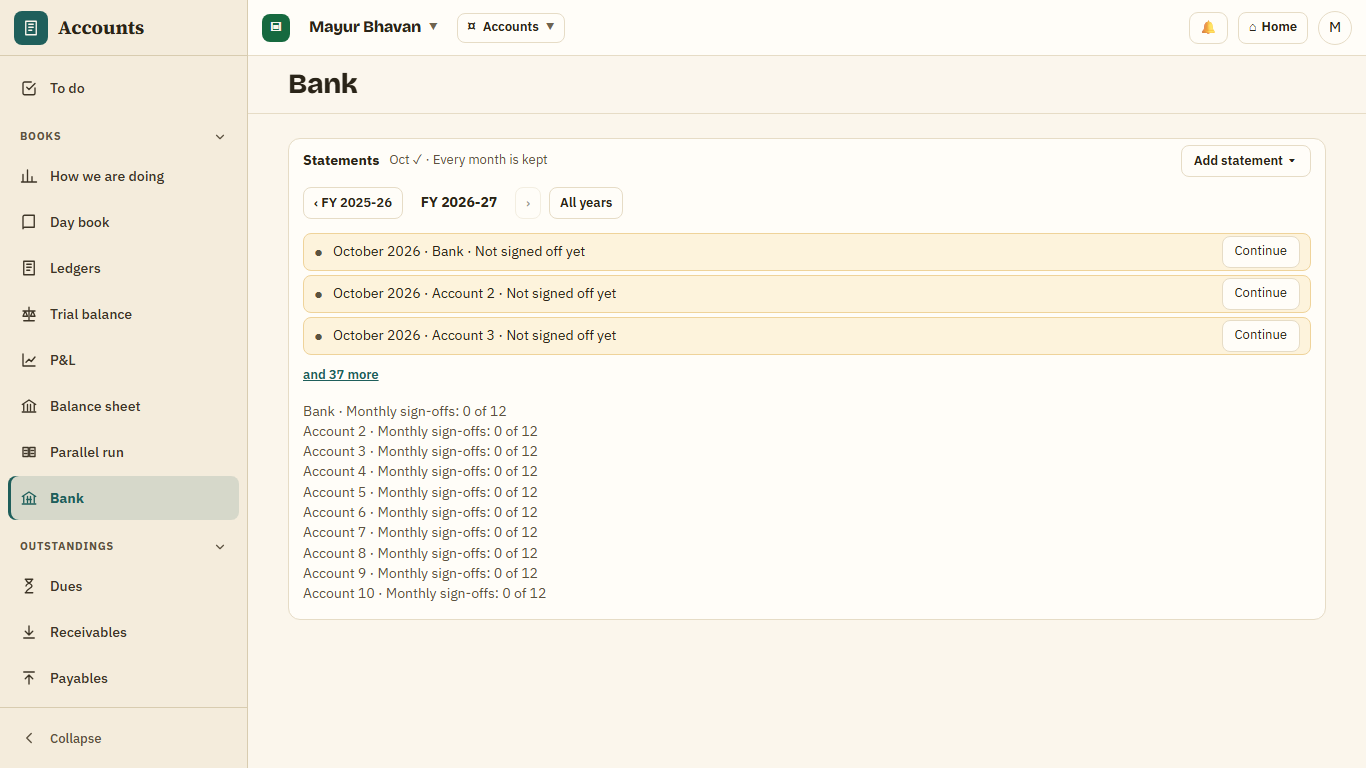 Accounts
Mayur Bhavan ▼
¤ Accounts ▼
🔔
⌂ Home
M
To do
BOOKS
How we are doing
Day book
Ledgers
Trial balance
P&L
Balance sheet
Parallel run
Bank
OUTSTANDINGS
Dues
Receivables
Payables
Collapse
Bank
Statements Oct ✓ · Every month is kept
Add statement
‹ FY 2025-26 FY 2026-27 › All years
● October 2026 · Bank · Not signed off yet Continue
● October 2026 · Account 2 · Not signed off yet Continue
● October 2026 · Account 3 · Not signed off yet Continue
and 37 more
Bank · Monthly sign-offs: 0 of 12
Account 2 · Monthly sign-offs: 0 of 12
Account 3 · Monthly sign-offs: 0 of 12
Account 4 · Monthly sign-offs: 0 of 12
Account 5 · Monthly sign-offs: 0 of 12
Account 6 · Monthly sign-offs: 0 of 12
Account 7 · Monthly sign-offs: 0 of 12
Account 8 · Monthly sign-offs: 0 of 12
Account 9 · Monthly sign-offs: 0 of 12
Account 10 · Monthly sign-offs: 0 of 12